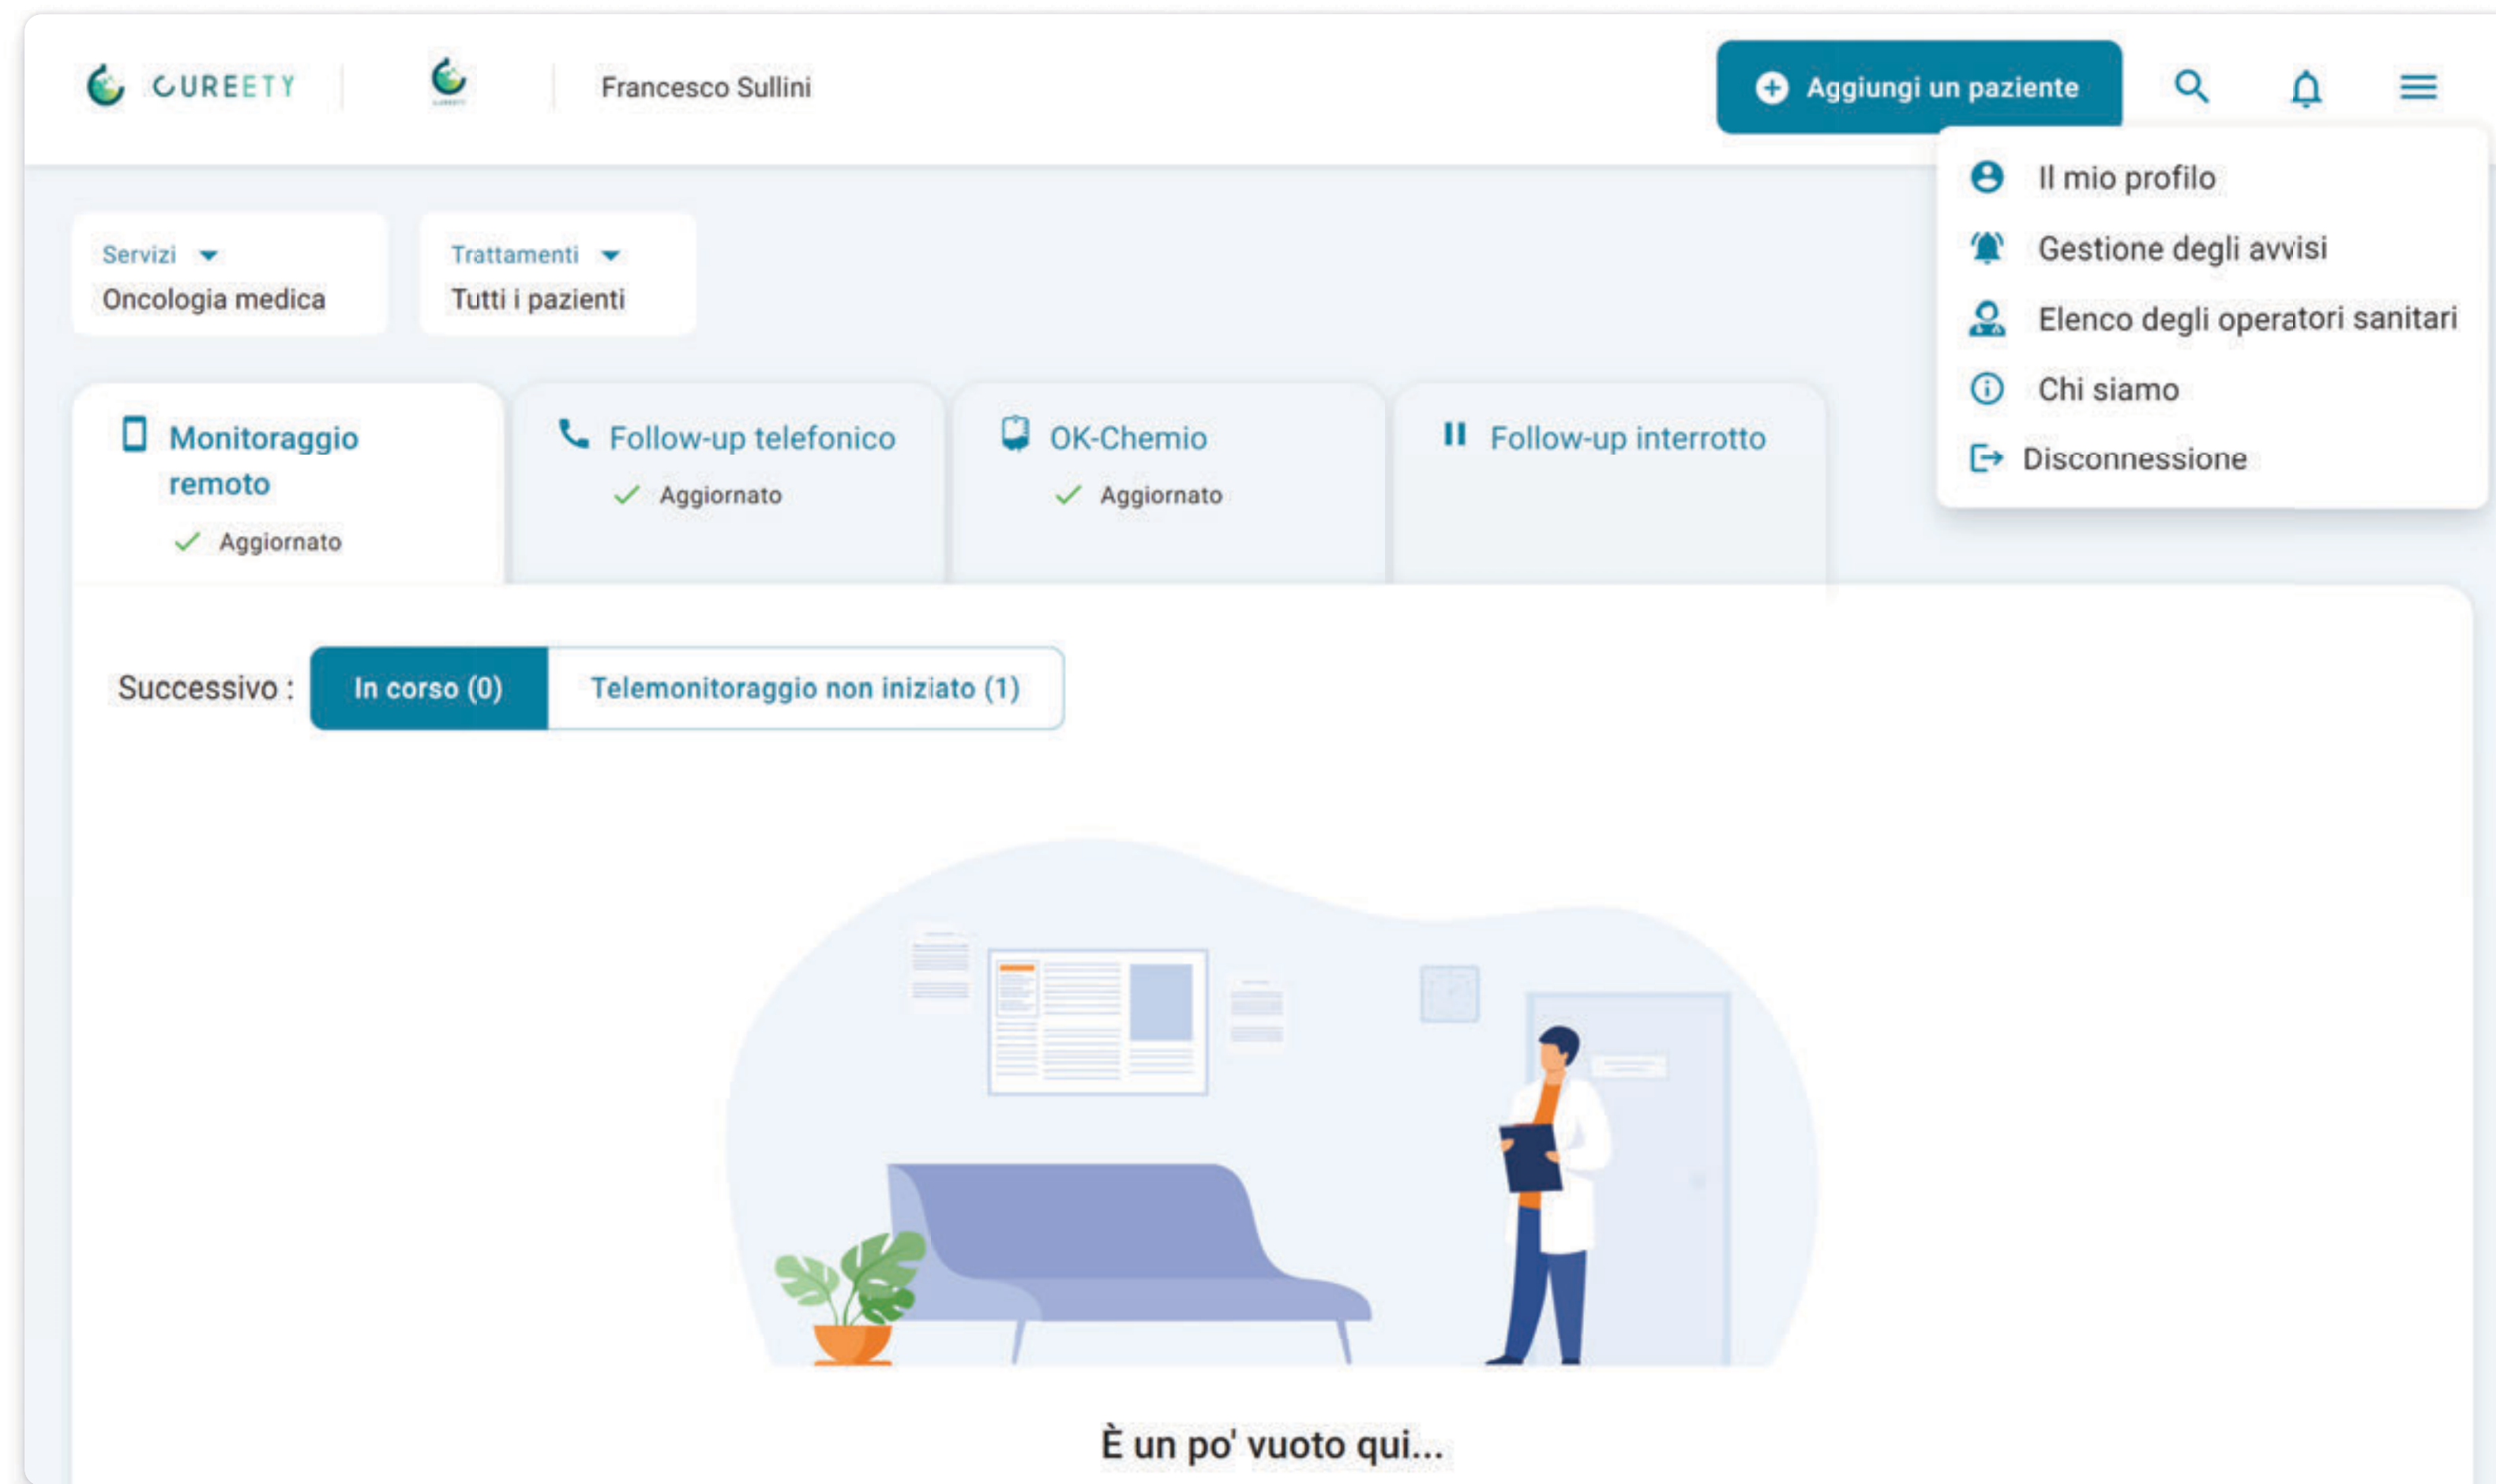 CUREETY
CUREETY
Francesco Sullini
Aggiungi un paziente
Il mio profilo
Gestione degli avvisi
Elenco degli operatori sanitari
Chi siamo
Disconnessione
Servizi
Oncologia medica
Trattamenti
Tutti i pazienti
Monitoraggio
remoto
Aggiornato
Follow-up telefonico
Aggiornato
OK-Chemio
Aggiornato
Follow-up interrotto
Successivo :
In corso (0)
Telemonitoraggio non iniziato (1)
È un po' vuoto qui...